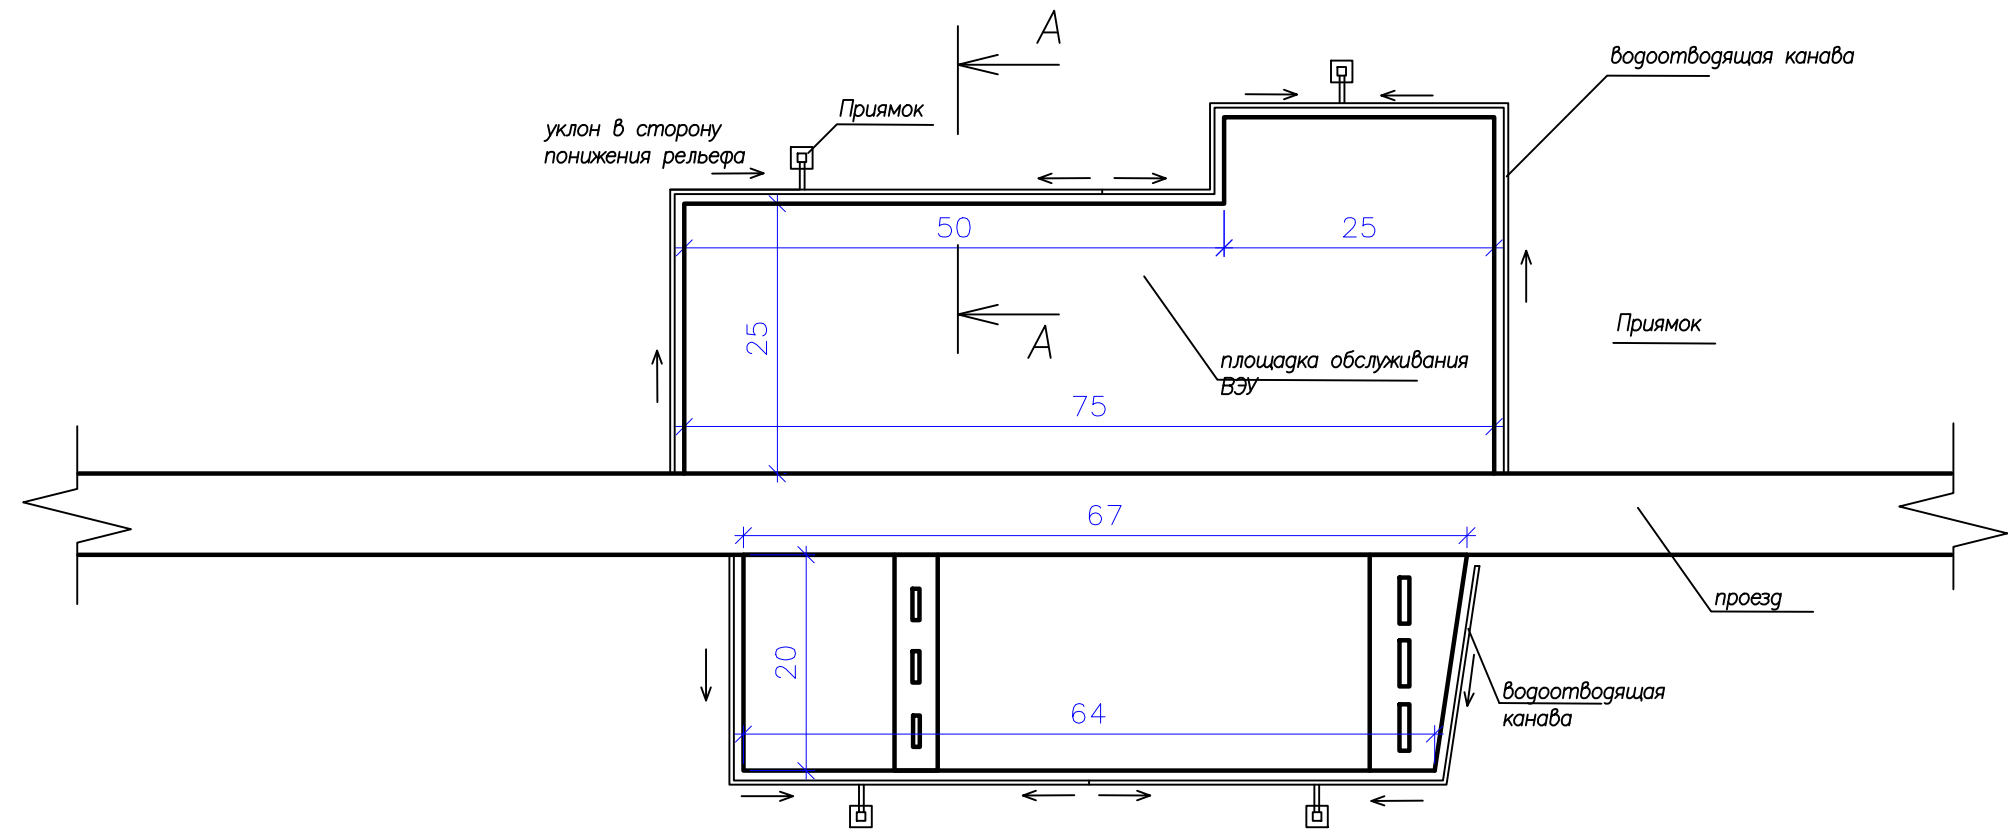 А
водоотводящая канава
Приямок
уклон в сторону
понижения рельефа
50
25
25
Приямок
А
площадка обслуживания
ВЭУ
75
67
проезд
20
водоотводящая
канава
64